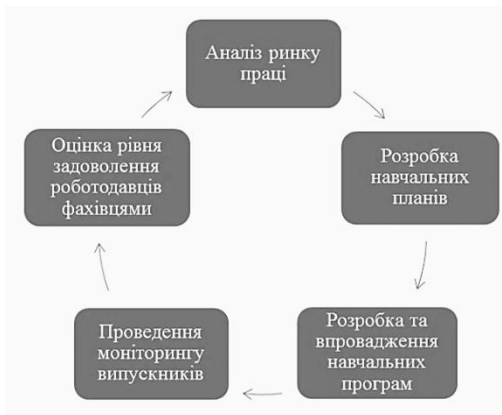 Аналіз ринку
праці
Розробка
навчальних
планів
Розробка та
впровадження
навчальних
програм
Проведення
моніторингу
випускників
Оцінка рівня
задоволення
роботодавців
фахівцями